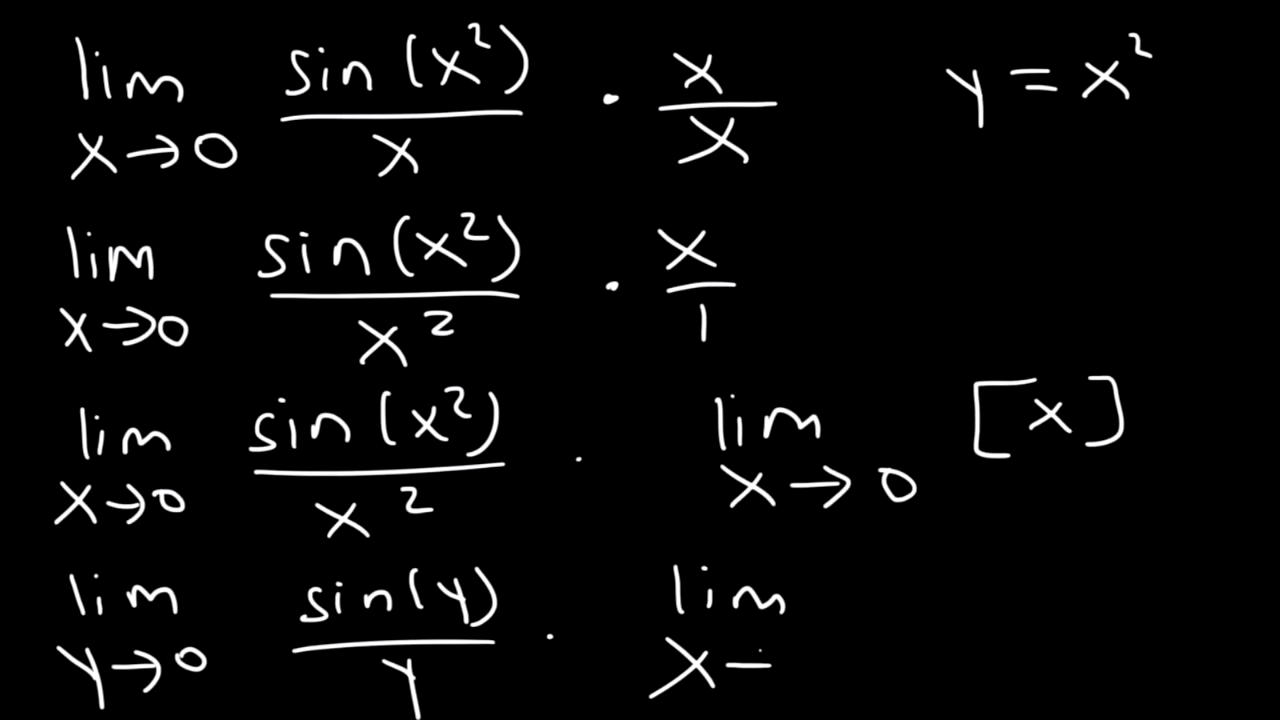 lim x→0 sin(x²)/x · x/x y = x²
lim x→0 sin(x²)/x² · x/1
lim x→0 sin(x²)/x² · lim x→0 [x]
lim y→0 sin(y)/y · lim x–